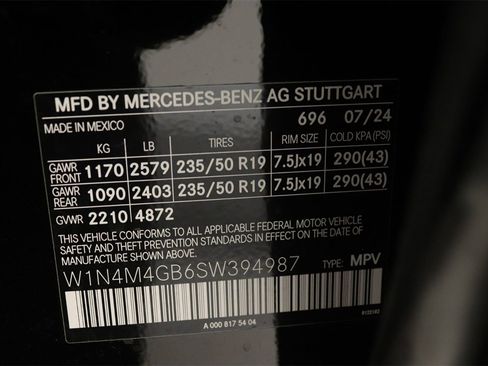 MFD BY MERCEDES-BENZ AG STUTTGART
MADE IN MEXICO 696 07/24
KG LB TIRES RIM SIZE COLD KPA(PSI)
GAWR FRONT 1170 2579 235/50 R19 7.5Jx19 290(43)
GAWR REAR 1090 2403 235/50 R19 7.5Jx19 290(43)
GVWR 2210 4872
THIS VEHICLE CONFORMS TO ALL APPLICABLE FEDERAL MOTOR VEHICLE
SAFETY AND THEFT PREVENTION STANDARDS IN EFFECT ON THE DATE OF
MANUFACTURE SHOWN ABOVE.
W1N4M4GB6SW394987 TYPE: MPV
A 000 817 54 04